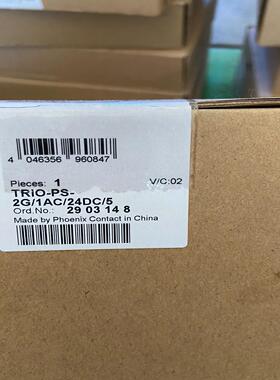 4 046356 960847
Pieces: 1 V/C:02
TRIO-PS-
2G/1AC/24DC/5
Ord.No.: 29 03 14 8
Made by Phoenix Contact in China